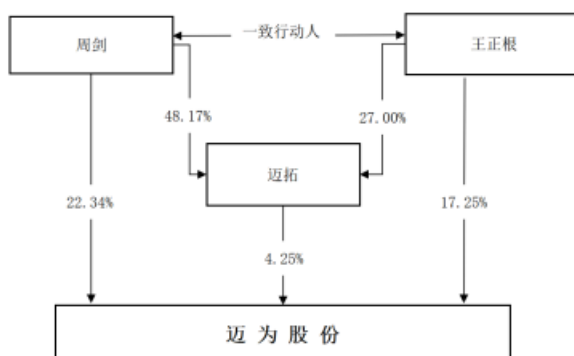 周剑
一致行动人
王正根
48.17%
27.00%
迈拓
22.34%
17.25%
4.25%
迈为股份